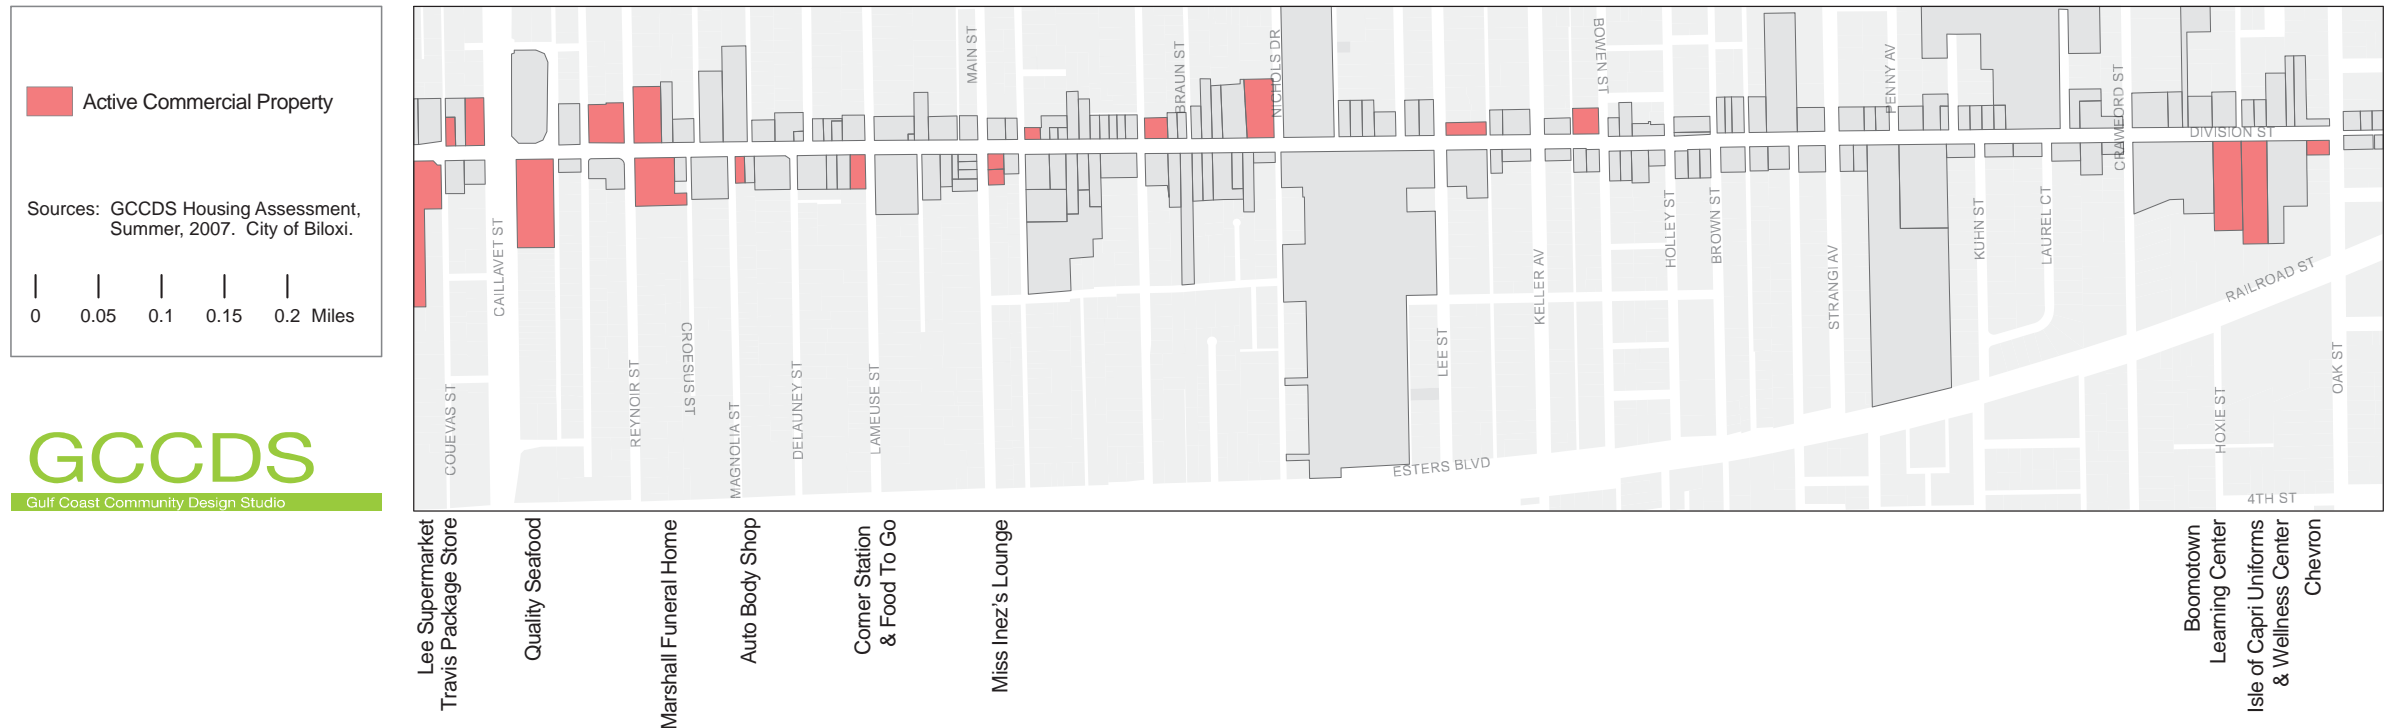 Active Commercial Property
Sources: GCCDS Housing Assessment,
Summer, 2007. City of Biloxi.
0 0.05 0.1 0.15 0.2 Miles
GCCDS
Gulf Coast Community Design Studio
MAIN ST
BRAUN ST
NICHOLS DR
BOWEN ST
PENNY AV
CRAWFORD ST
DIVISION ST
CAILLAVET ST
COUEVAS ST
REYNOIR ST
CROESUS ST
MAGNOLIA ST
DELAUNEY ST
LAMEUSE ST
LEE ST
ESTERS BLVD
KELLER AV
HOLLEY ST
BROWN ST
STRANGI AV
KUHN ST
LAUREL CT
RAILROAD ST
HOXIE ST
OAK ST
4TH ST
Lee Supermarket
Travis Package Store
Quality Seafood
Marshall Funeral Home
Auto Body Shop
Corner Station
& Food To Go
Miss Inez's Lounge
Boomotown
Learning Center
Isle of Capri Uniforms
& Wellness Center
Chevron